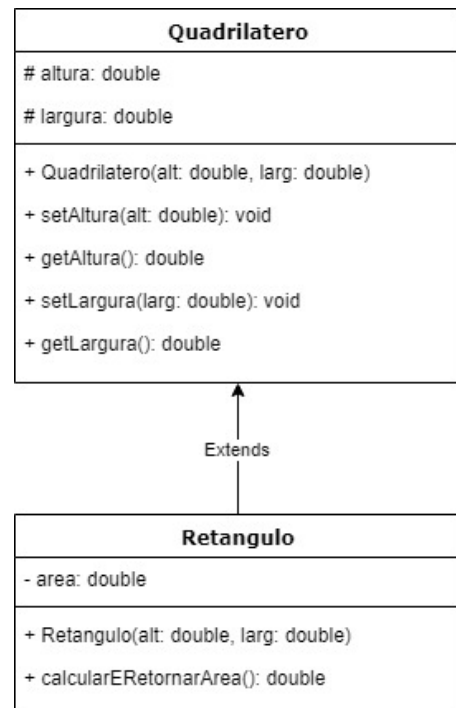 Quadrilatero
# altura: double
# largura: double
+ Quadrilatero(alt: double, larg: double)
+ setAltura(alt: double): void
+ getAltura(): double
+ setLargura(larg: double): void
+ getLargura(): double
Extends
Retangulo
- area: double
+ Retangulo(alt: double, larg: double)
+ calcularERetornarArea(): double